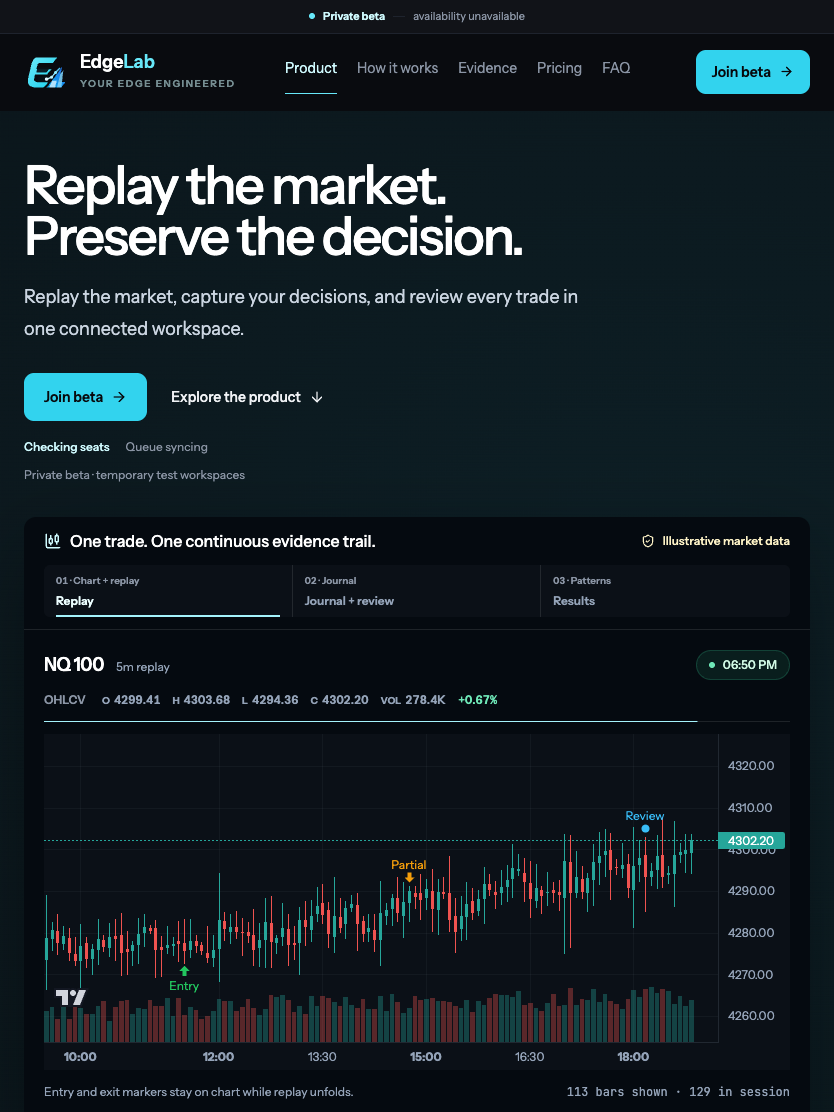 Private beta — availability unavailable
EdgeLab
YOUR EDGE ENGINEERED
Product How it works Evidence Pricing FAQ
Join beta →
Replay the market.
Preserve the decision.
Replay the market, capture your decisions, and review every trade in
one connected workspace.
Join beta → Explore the product ↓
Checking seats Queue syncing
Private beta · temporary test workspaces
One trade. One continuous evidence trail. Illustrative market data
01 · Chart + replay 02 · Journal 03 · Patterns
Replay Journal + review Results
NQ 100 5m replay 06:50 PM
OHLCV O 4299.41 H 4303.68 L 4294.36 C 4302.20 VOL 278.4K +0.67%
4320.00
4310.00
Review
4302.20
4300.00
Partial
4290.00
4280.00
4270.00
Entry
4260.00
10:00 12:00 13:30 15:00 16:30 18:00
Entry and exit markers stay on chart while replay unfolds. 113 bars shown · 129 in session